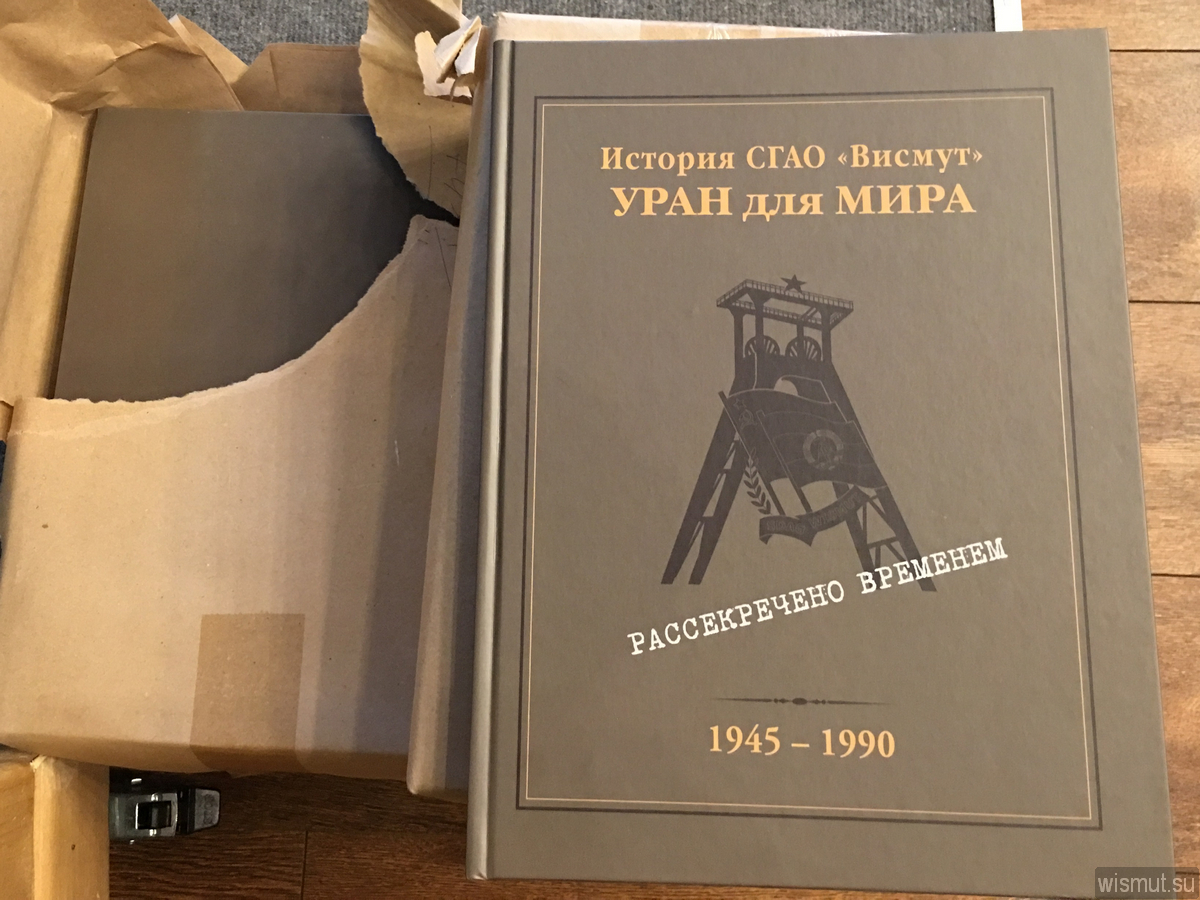 История СГАО «Висмут»
УРАН для МИРА
РАССЕКРЕЧЕНО ВРЕМЕНЕМ
1945 – 1990
wismut.su